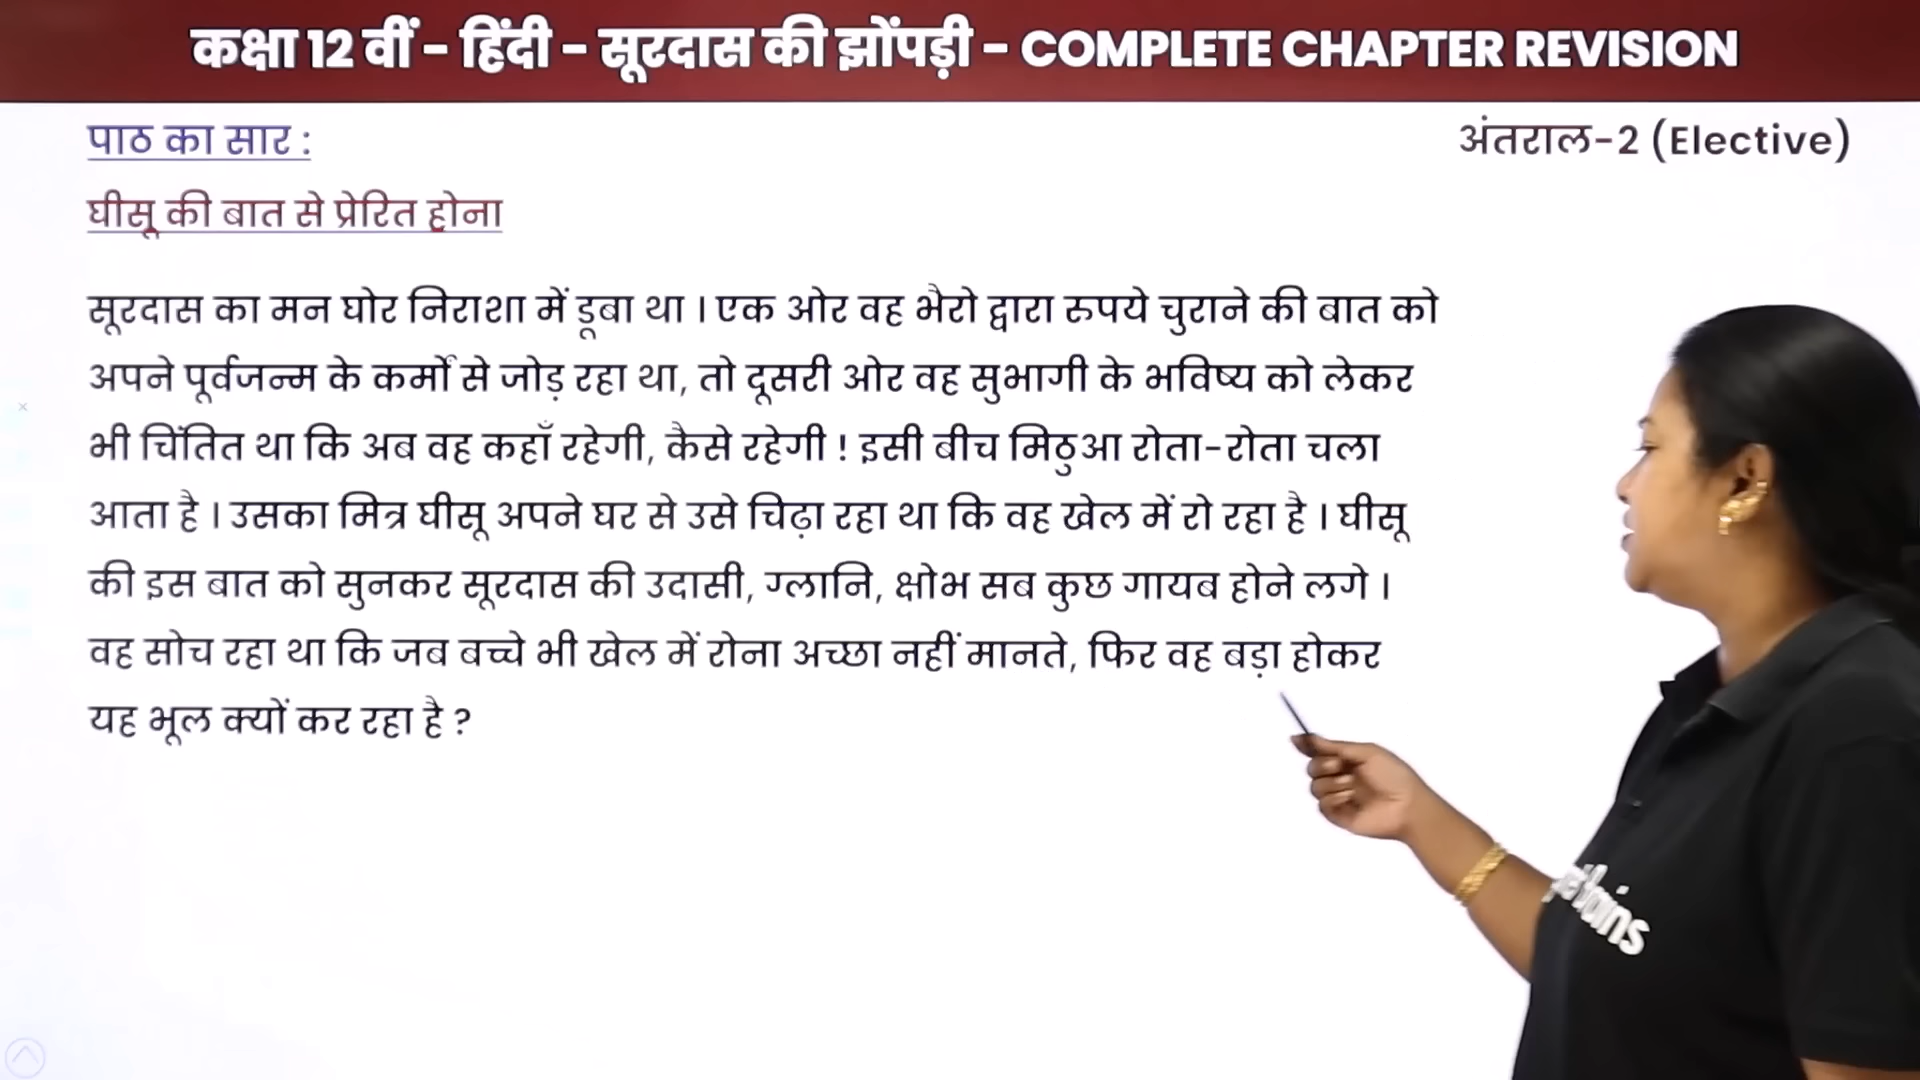 कक्षा 12 वीं - हिंदी - सूरदास की झोंपड़ी - COMPLETE CHAPTER REVISION
पाठ का सार :
अंतराल-2 (Elective)
घीसू की बात से प्रेरित होना
सूरदास का मन घोर निराशा में डूबा था । एक ओर वह भैरो द्वारा रुपये चुराने की बात को
अपने पूर्वजन्म के कर्मों से जोड़ रहा था, तो दूसरी ओर वह सुभागी के भविष्य को लेकर
भी चिंतित था कि अब वह कहाँ रहेगी, कैसे रहेगी ! इसी बीच मिठुआ रोता-रोता चला
आता है । उसका मित्र घीसू अपने घर से उसे चिढ़ा रहा था कि वह खेल में रो रहा है । घीसू
की इस बात को सुनकर सूरदास की उदासी, ग्लानि, क्षोभ सब कुछ गायब होने लगे ।
वह सोच रहा था कि जब बच्चे भी खेल में रोना अच्छा नहीं मानते, फिर वह बड़ा होकर
यह भूल क्यों कर रहा है ?